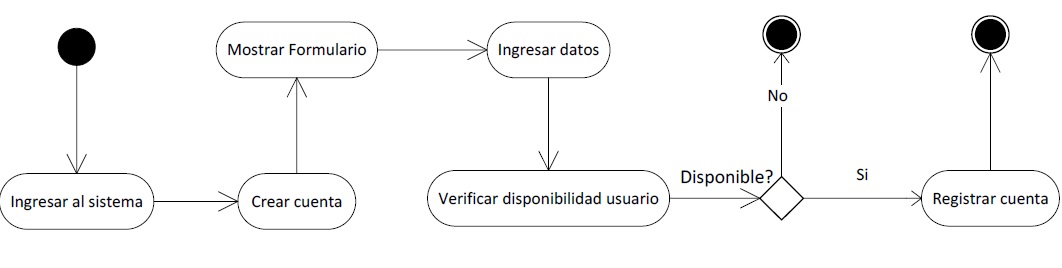 Mostrar Formulario
Ingresar datos
No
Ingresar al sistema
Crear cuenta
Verificar disponibilidad usuario
Disponible?
Si
Registrar cuenta